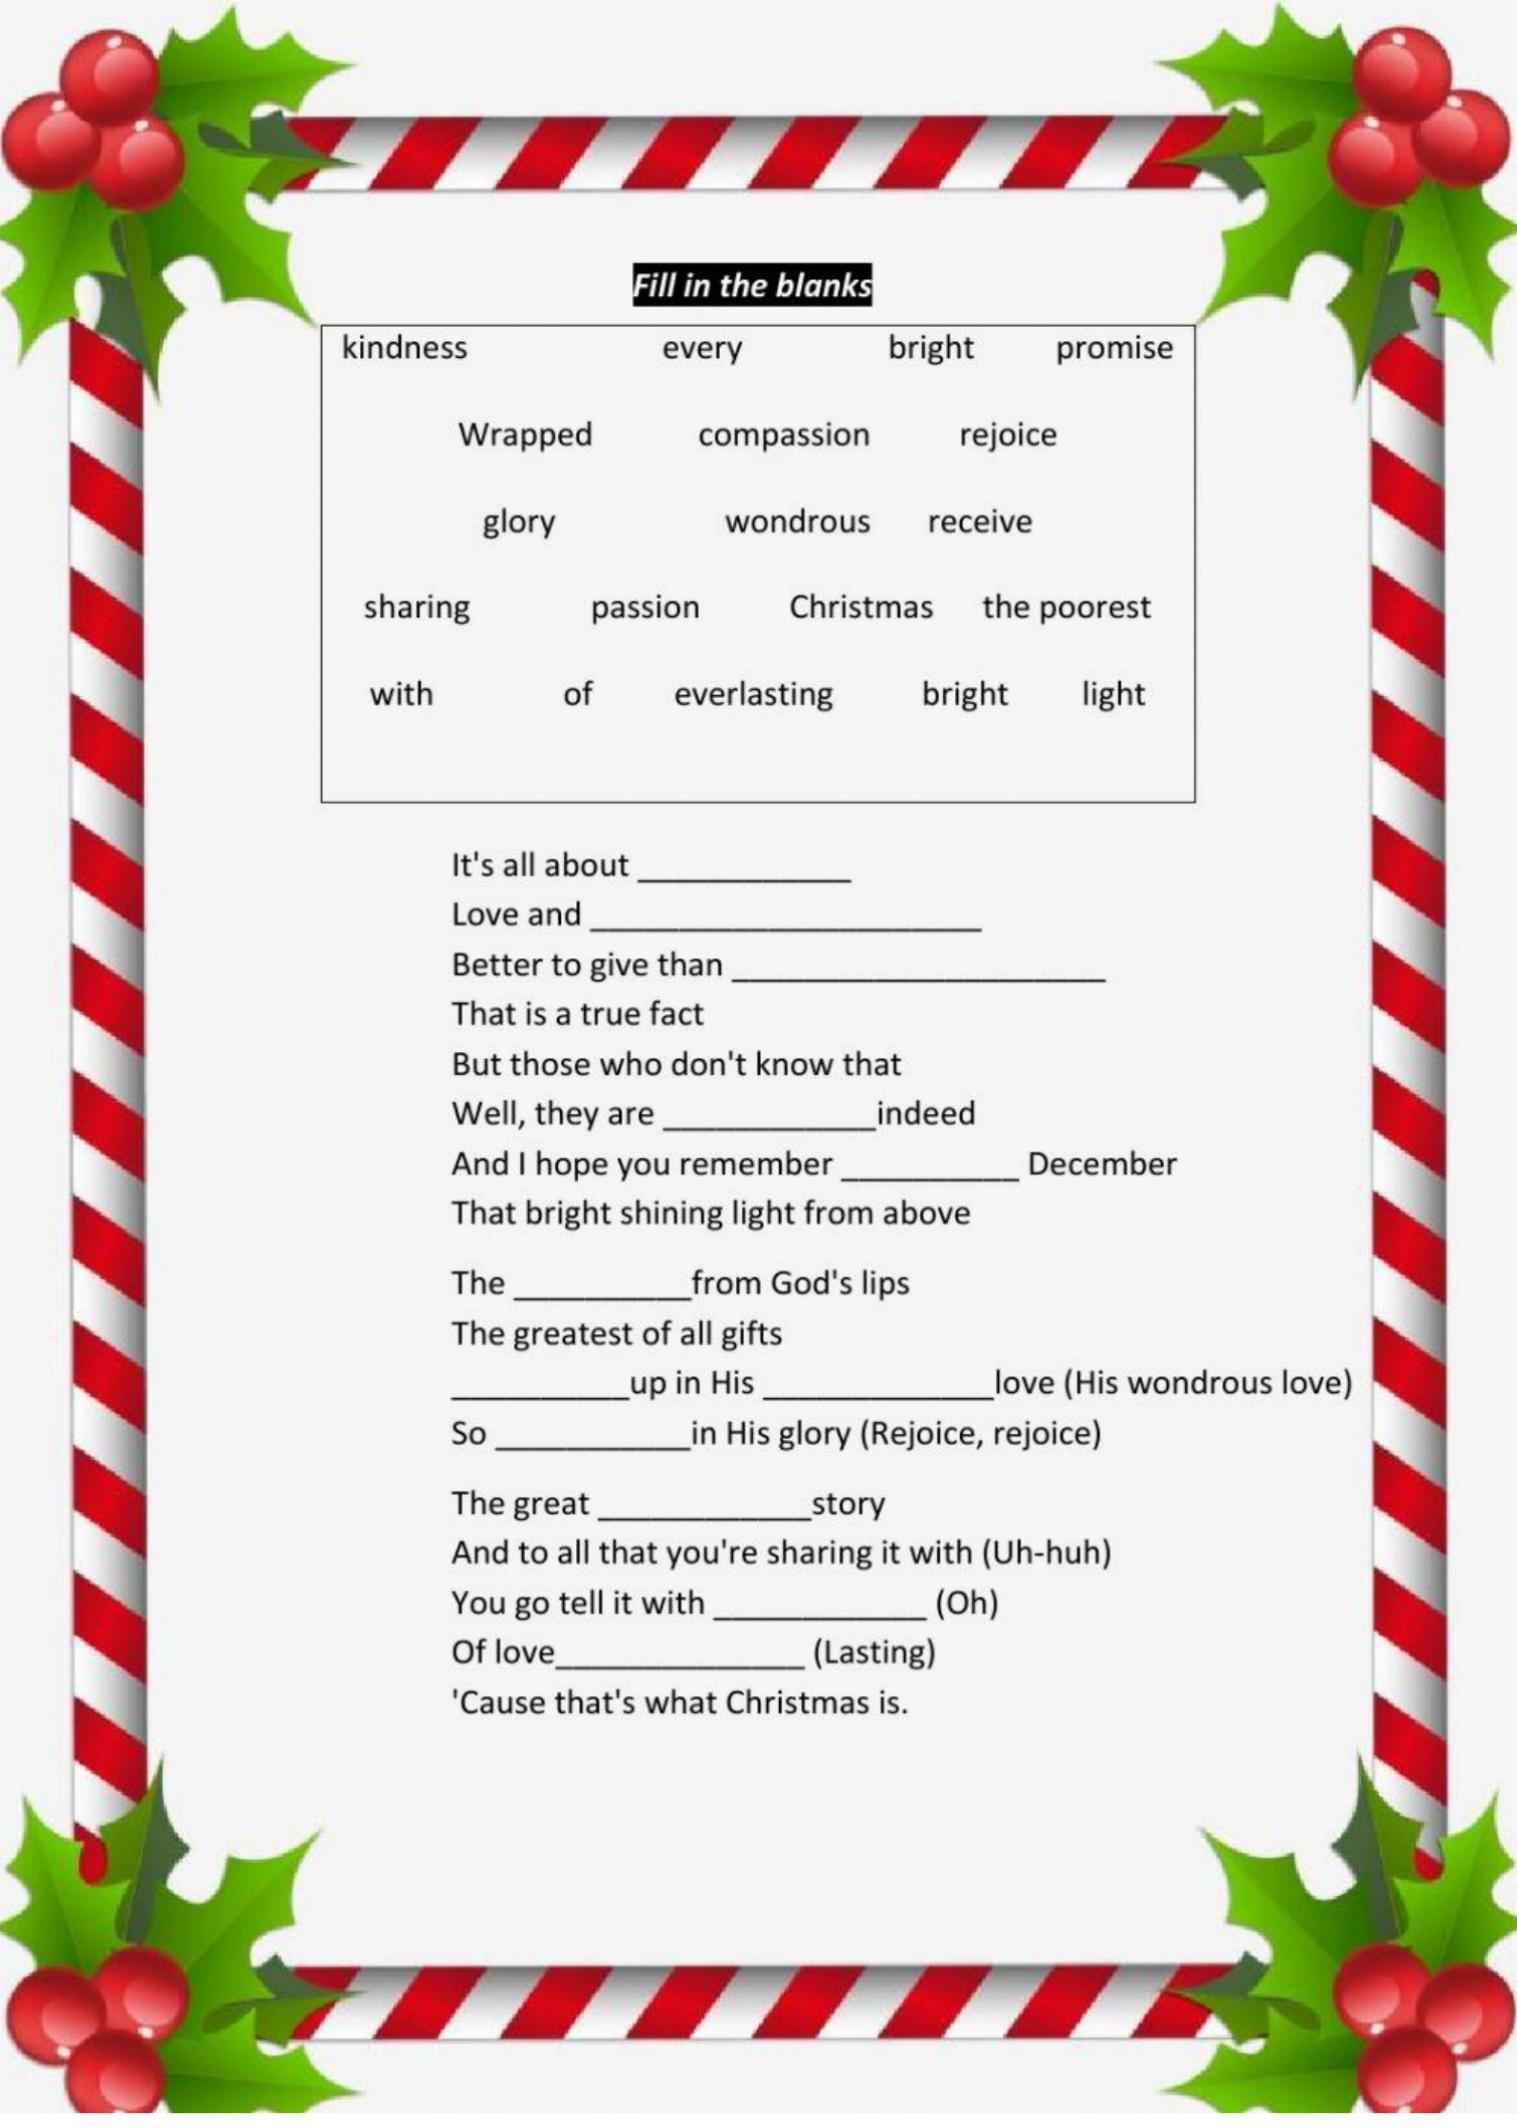 Fill in the blanks
kindness every bright promise
Wrapped compassion rejoice
glory wondrous receive
sharing passion Christmas the poorest
with of everlasting bright light
It's all about ____________
Love and ______________________
Better to give than _____________________
That is a true fact
But those who don't know that
Well, they are ____________indeed
And I hope you remember __________ December
That bright shining light from above
The __________from God's lips
The greatest of all gifts
__________up in His _____________love (His wondrous love)
So ___________in His glory (Rejoice, rejoice)
The great ____________story
And to all that you're sharing it with (Uh-huh)
You go tell it with ____________ (Oh)
Of love______________ (Lasting)
'Cause that's what Christmas is.